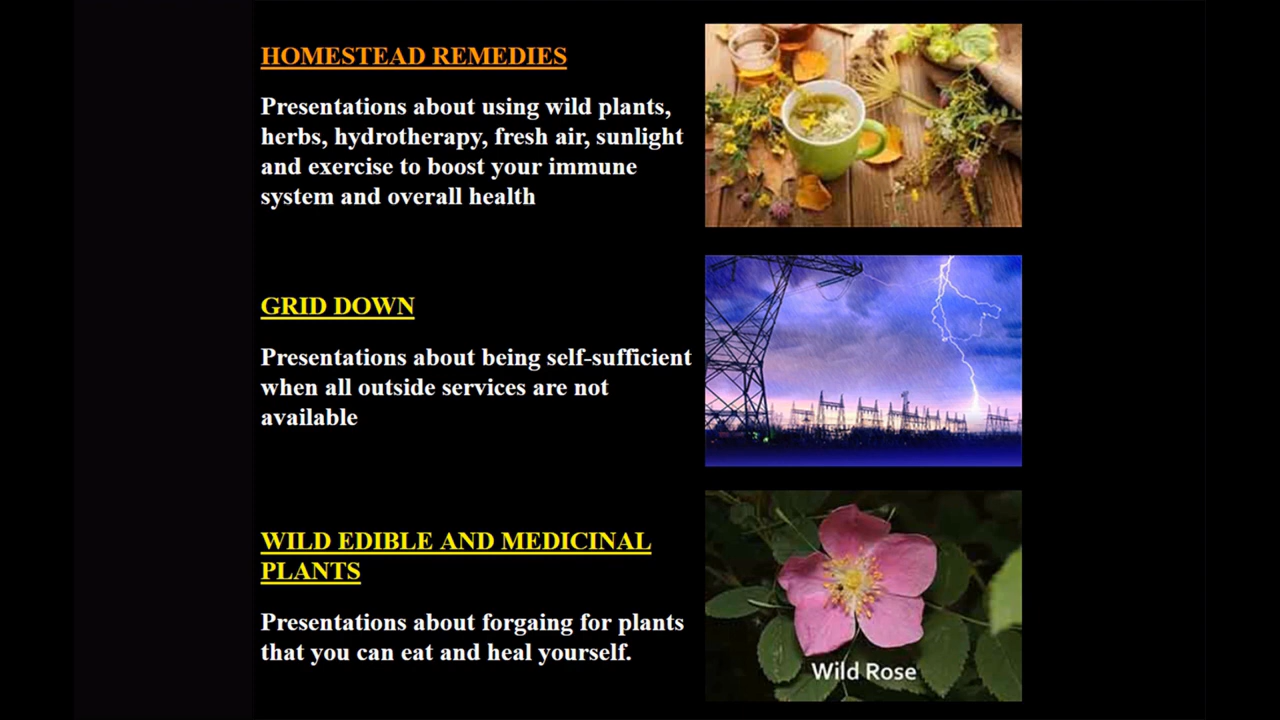 HOMESTEAD REMEDIES
Presentations about using wild plants,
herbs, hydrotherapy, fresh air, sunlight
and exercise to boost your immune
system and overall health
GRID DOWN
Presentations about being self-sufficient
when all outside services are not
available
WILD EDIBLE AND MEDICINAL
PLANTS
Presentations about forgaing for plants
that you can eat and heal yourself.
Wild Rose